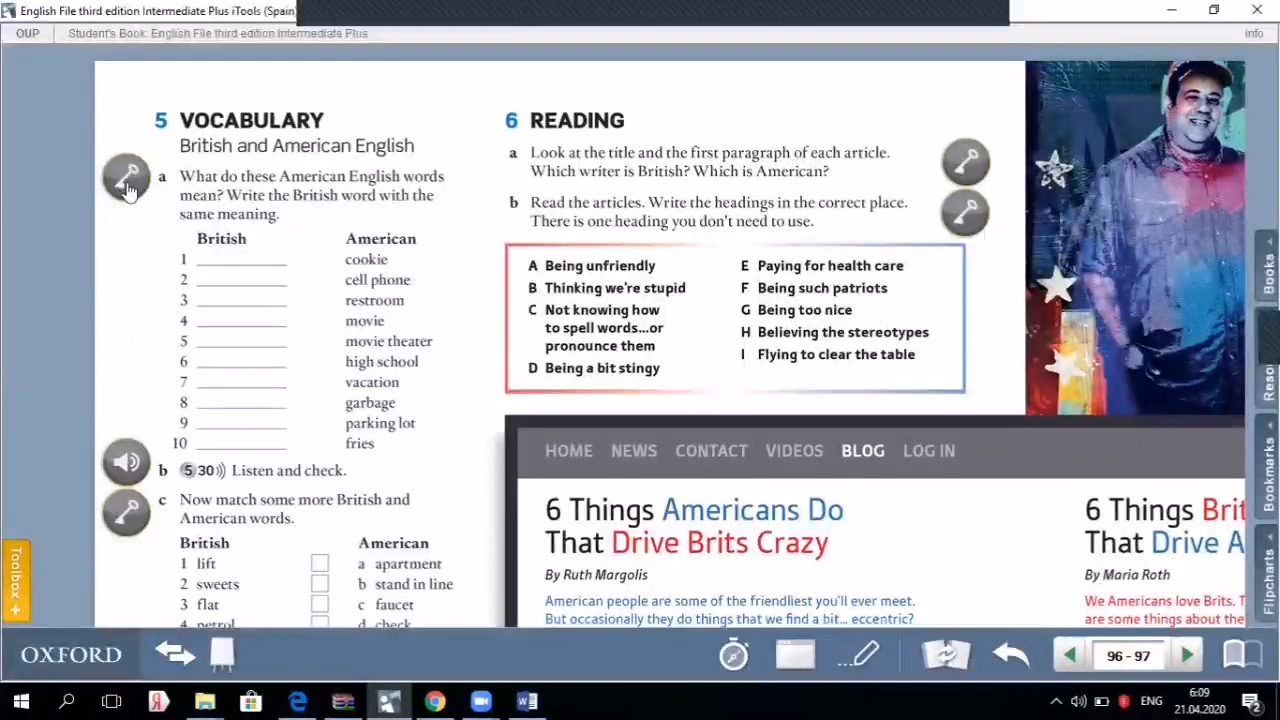 English File third edition Intermediate Plus iTools (Spain)
OUP
Student's Book: English File third edition Intermediate Plus
Info
5 VOCABULARY
British and American English
a What do these American English words
mean? Write the British word with the
same meaning.
British American
1 cookie
2 cell phone
3 restroom
4 movie
5 movie theater
6 high school
7 vacation
8 garbage
9 parking lot
10 fries
b 5 30 Listen and check.
c Now match some more British and
American words.
British American
1 lift a apartment
2 sweets b stand in line
3 flat c faucet
4 petrol d check
6 READING
a Look at the title and the first paragraph of each article.
Which writer is British? Which is American?
b Read the articles. Write the headings in the correct place.
There is one heading you don't need to use.
A Being unfriendly
B Thinking we're stupid
C Not knowing how
to spell words...or
pronounce them
D Being a bit stingy
E Paying for health care
F Being such patriots
G Being too nice
H Believing the stereotypes
I Flying to clear the table
HOME NEWS CONTACT VIDEOS BLOG LOG IN
6 Things Americans Do
That Drive Brits Crazy
By Ruth Margolis
American people are some of the friendliest you'll ever meet.
But occasionally they do things that we find a bit... eccentric?
6 Things Brit
That Drive A
By Maria Roth
We Americans love Brits. T
are some things about the
Books
Reso
Bookmarks
Flipcharts
Toolbox +
OXFORD
96 - 97
ENG
6:09
21.04.2020
2